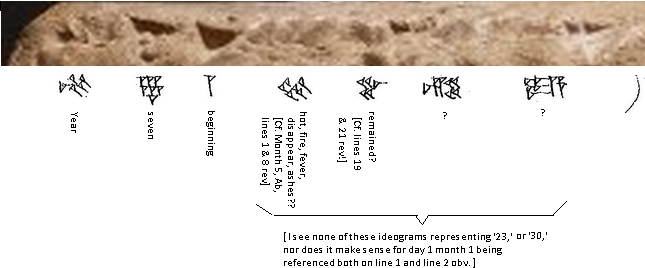 Year
seven
beginning
hot, fire, fever,
disappear, ashes??
[Cf. Month 5, Ab,
lines 1 & 8 rev]
remained?
[Cf. lines 19
& 21 rev!]
?
?
[I see none of these ideograms representing '23,' or '30,'
nor does it make sense for day 1 month 1 being
referenced both on line 1 and line 2 obv.]